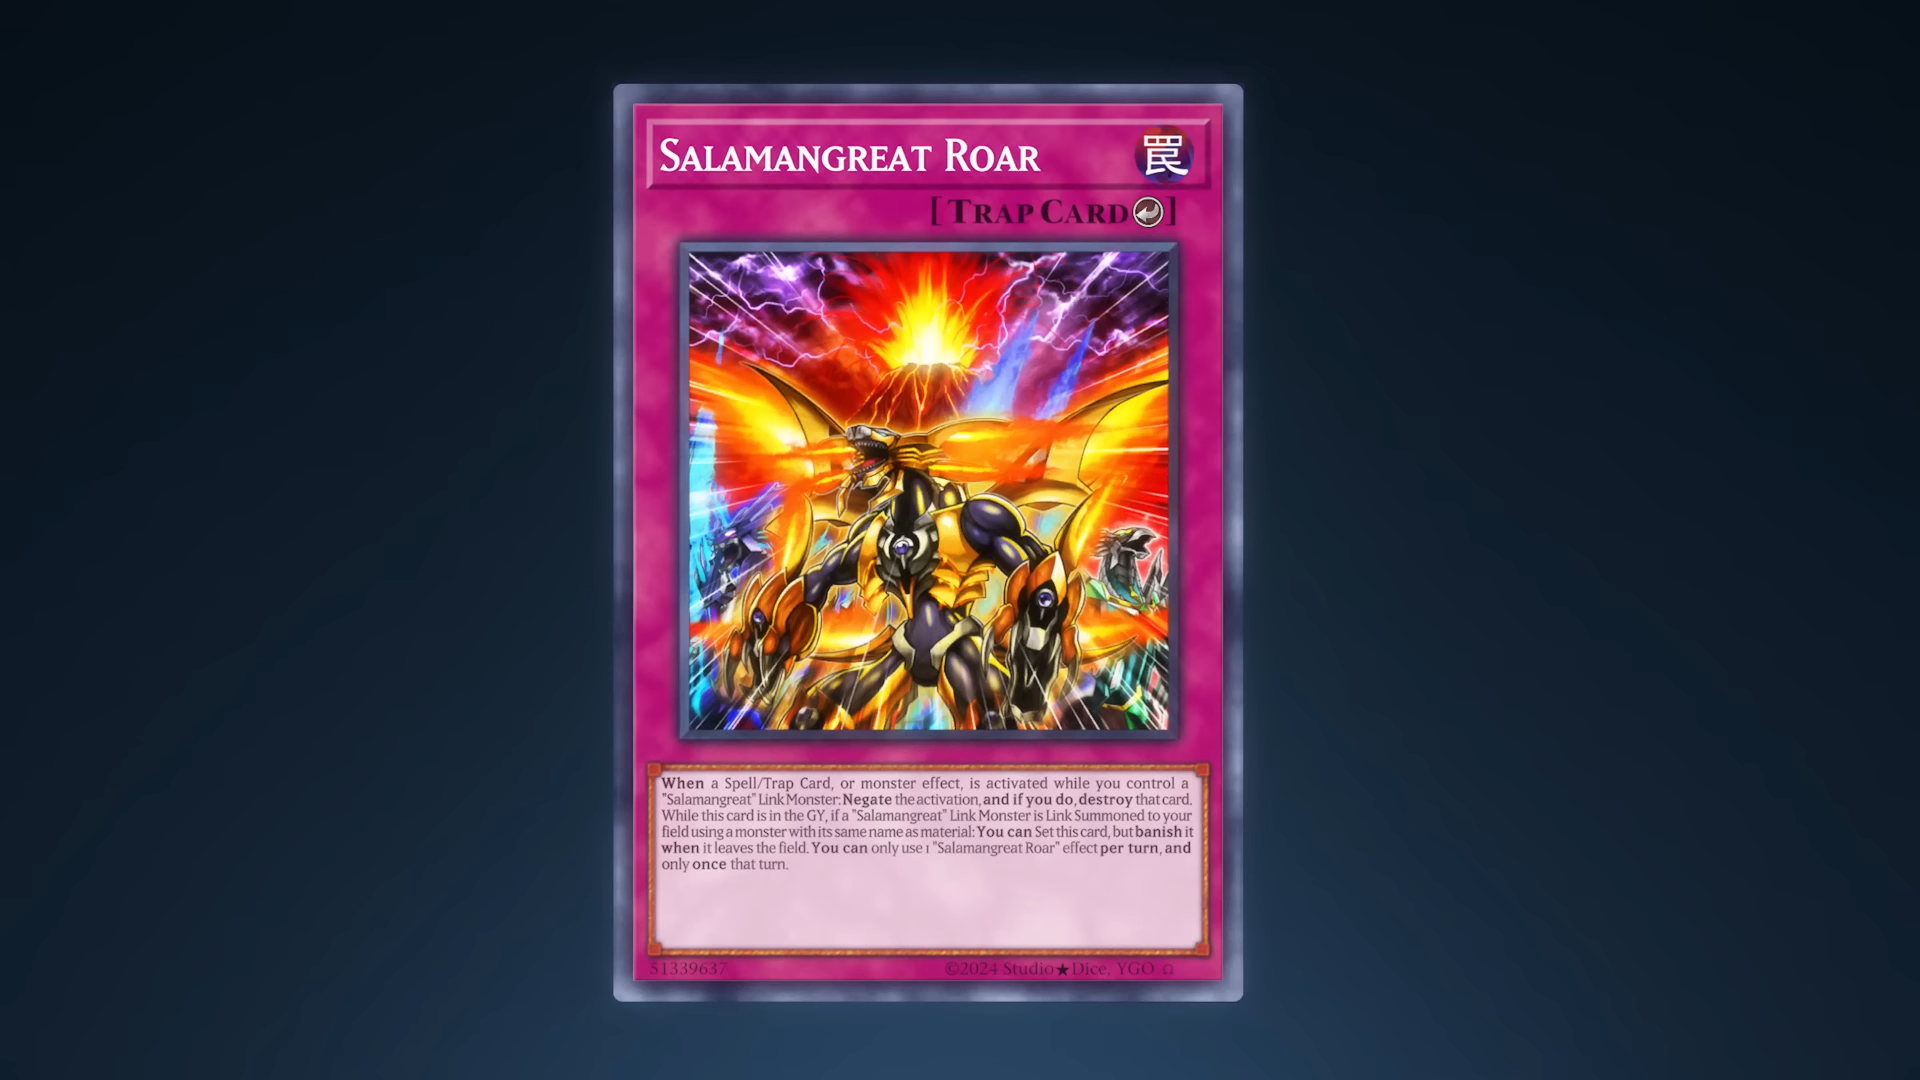 SALAMANGREAT ROAR 罠
[ TRAP CARD ]
When a Spell/Trap Card, or monster effect, is activated while you control a
"Salamangreat" Link Monster: Negate the activation, and if you do, destroy that card.
While this card is in the GY, if a "Salamangreat" Link Monster is Link Summoned to your
field using a monster with its same name as material: You can Set this card, but banish it
when it leaves the field. You can only use 1 "Salamangreat Roar" effect per turn, and
only once that turn.
51339637 ©2024 Studio★Dice, YGO Ω